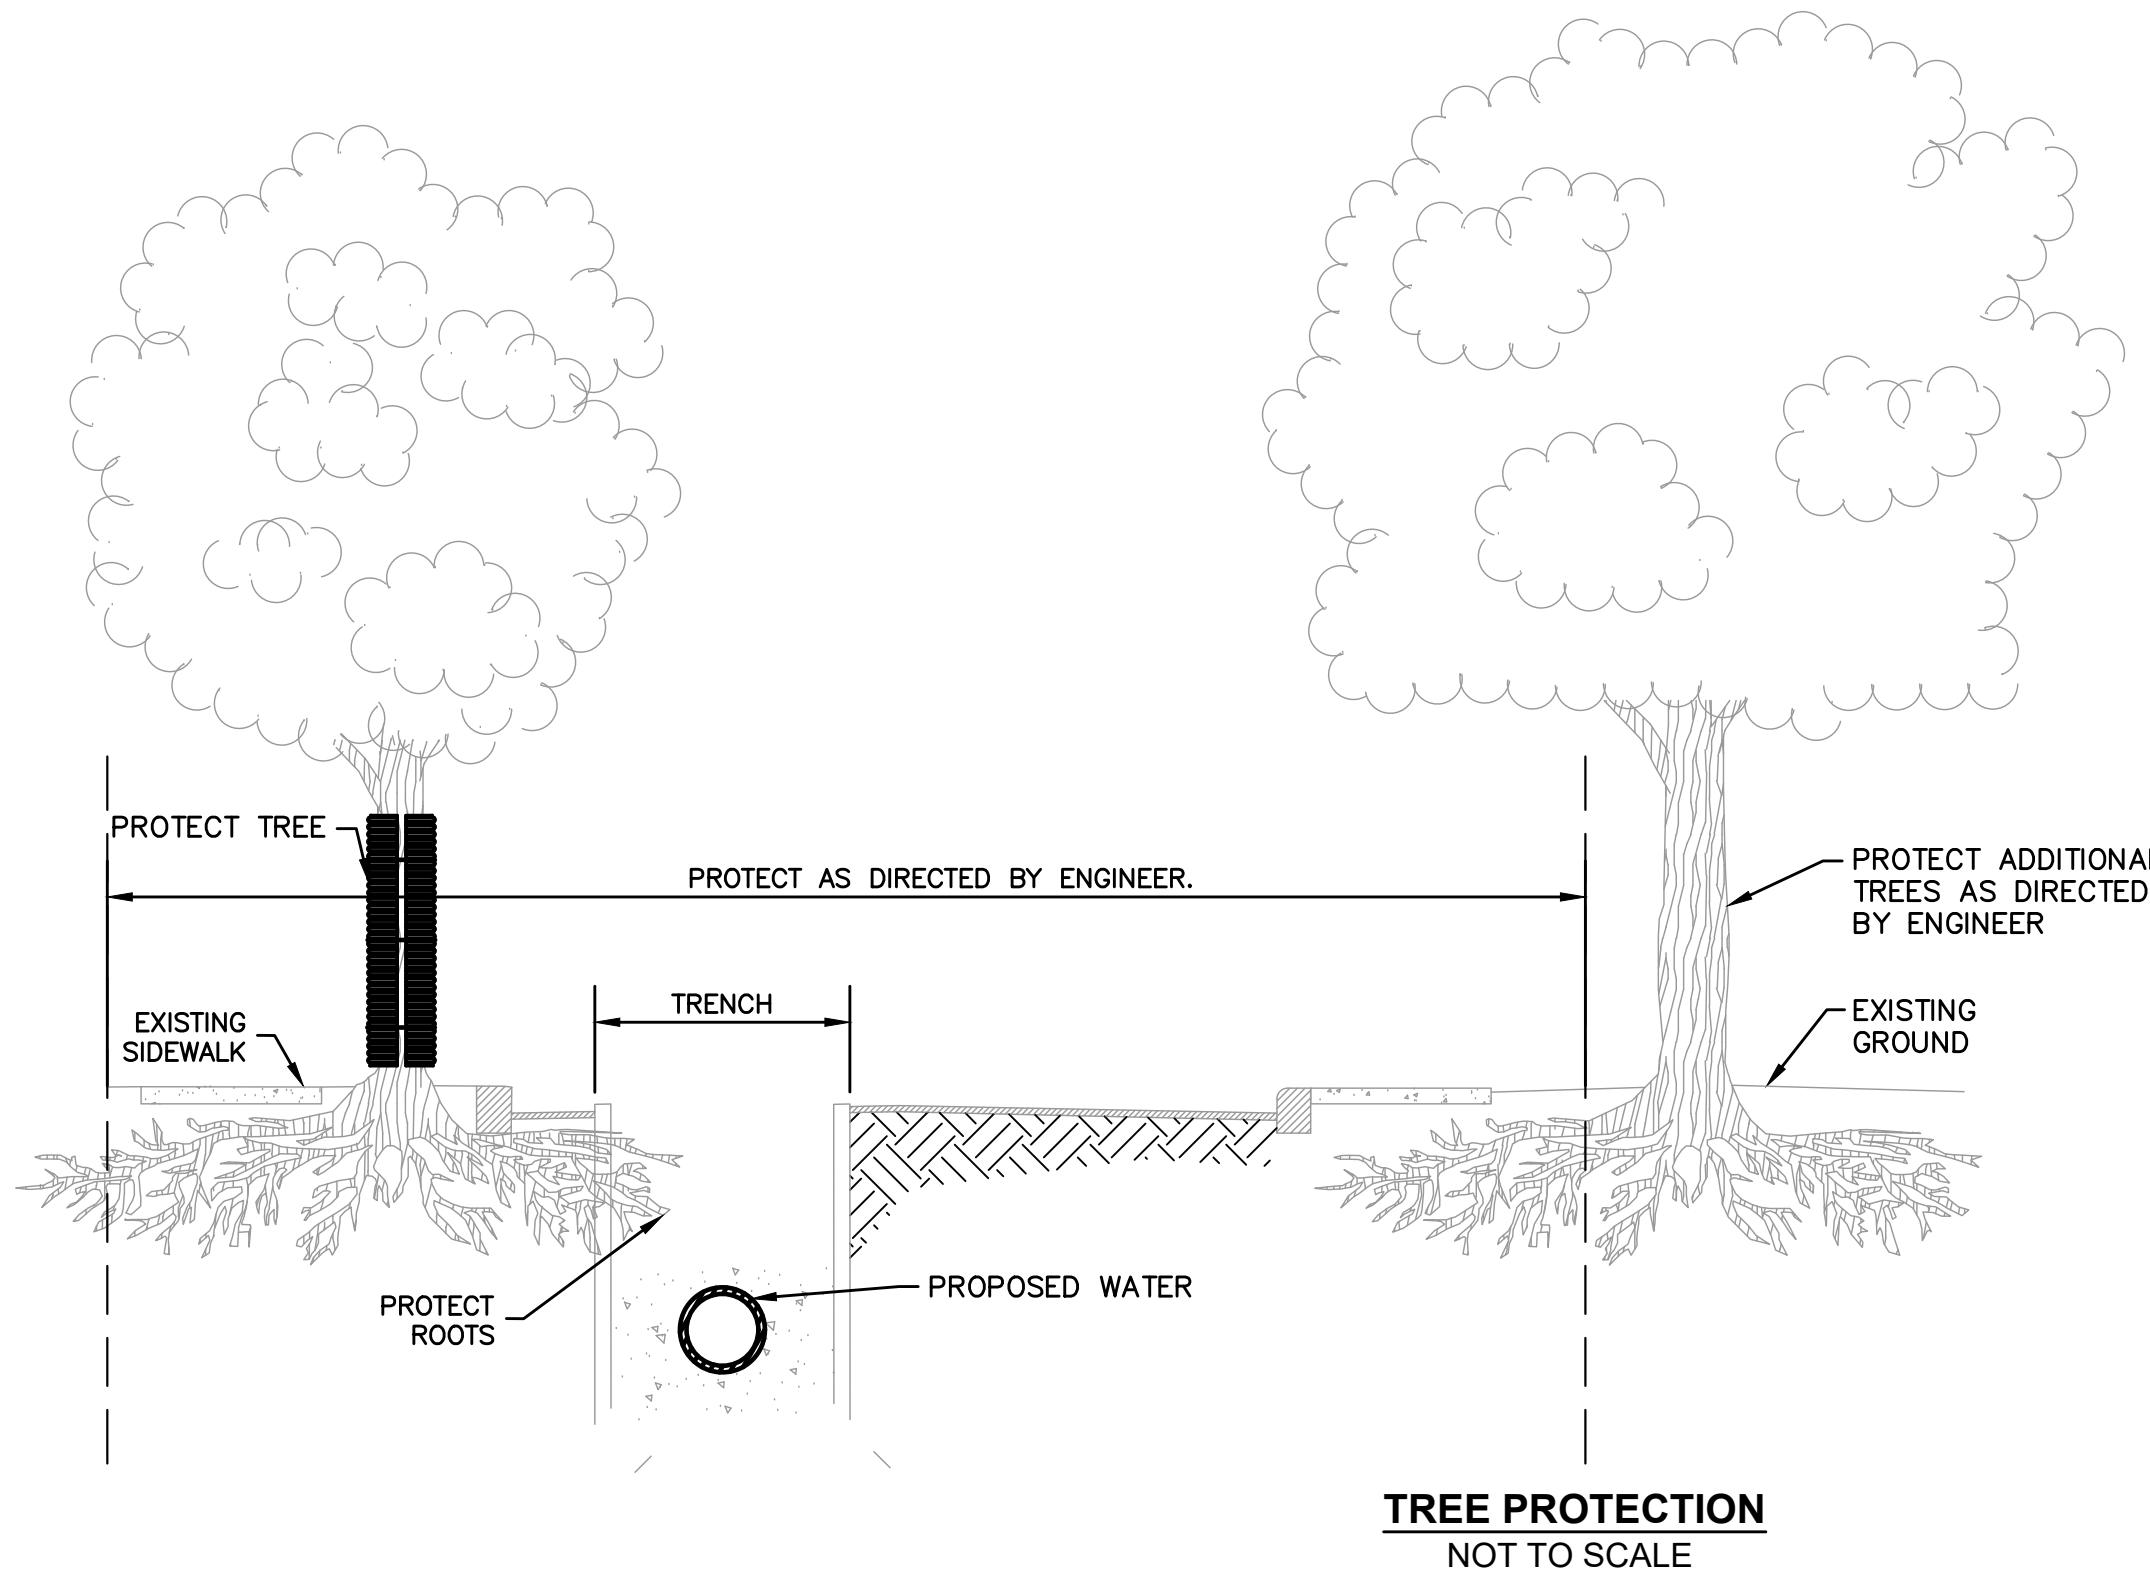 PROTECT TREE
PROTECT AS DIRECTED BY ENGINEER.
PROTECT ADDITIONAL
TREES AS DIRECTED
BY ENGINEER
TRENCH
EXISTING
SIDEWALK
EXISTING
GROUND
PROPOSED WATER
PROTECT
ROOTS
TREE PROTECTION
NOT TO SCALE